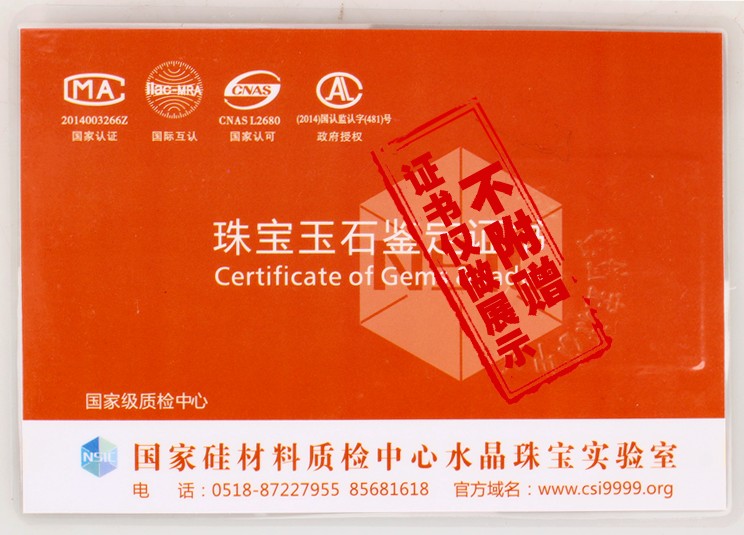 MA
ilac-MRA
CNAS
AL
2014003266Z
CNAS L2680
(2014)国认监认字(481)号
国家认证
国际互认
国家认可
政府授权
珠宝玉石鉴定证
Certificate of Gems
证书仅做展示
不附赠
国家级质检中心
NSIC
国家硅材料质检中心水晶珠宝实验室
电 话:0518-87227955 85681618 官方域名:www.csi9999.org